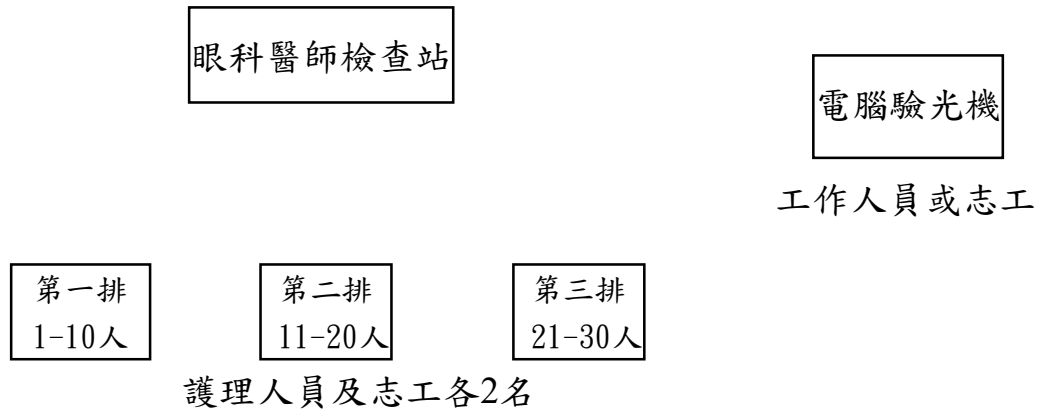 眼科醫師檢查站
電腦驗光機
工作人員或志工
第一排
1-10人
第二排
11-20人
第三排
21-30人
護理人員及志工各2名